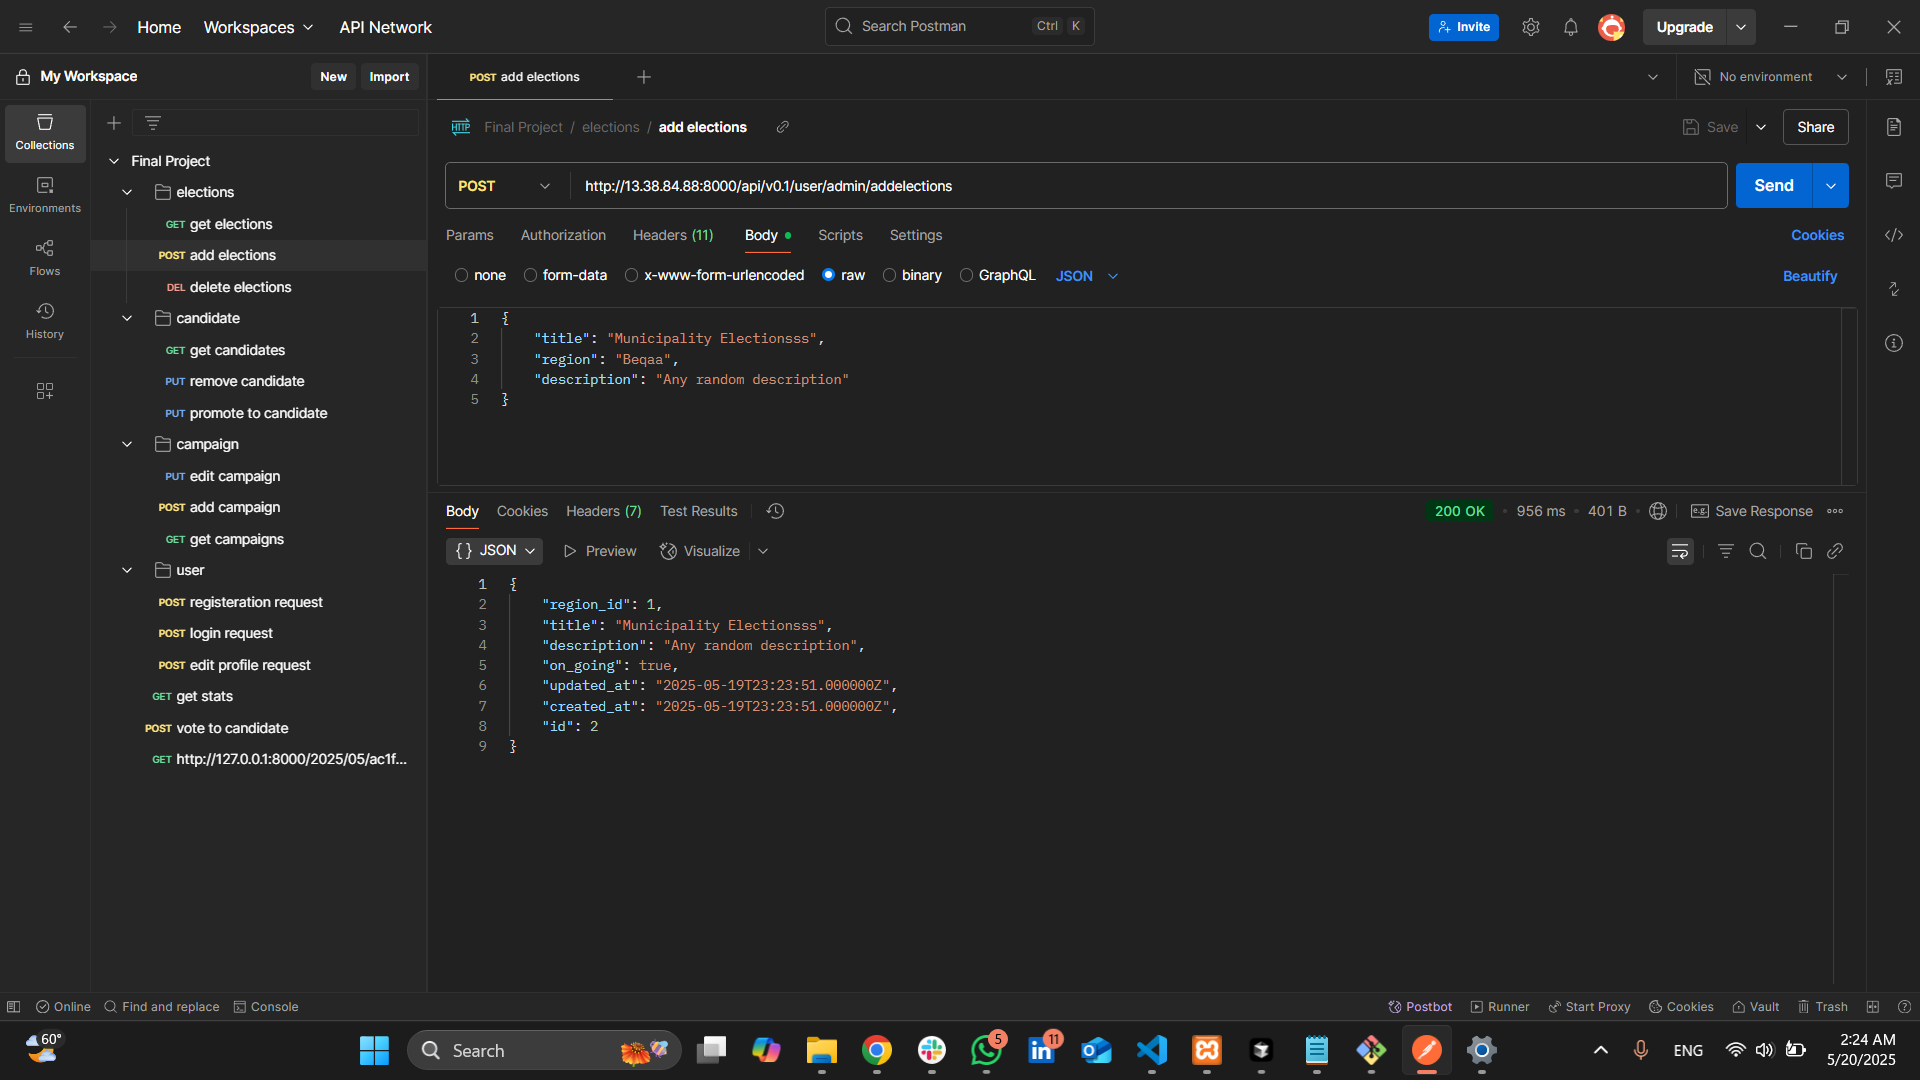 Home
Workspaces
API Network
Search Postman
Ctrl
K
Invite
Upgrade
My Workspace
New
Import
POST add elections
No environment
Collections
Environments
Flows
History
Final Project
elections
GET get elections
POST add elections
DEL delete elections
candidate
GET get candidates
PUT remove candidate
PUT promote to candidate
campaign
PUT edit campaign
POST add campaign
GET get campaigns
user
POST registeration request
POST login request
POST edit profile request
GET get stats
POST vote to candidate
GET http://127.0.0.1:8000/2025/05/ac1f...
HTTP Final Project / elections / add elections
Save
Share
POST
http://13.38.84.88:8000/api/v0.1/user/admin/addelections
Send
Params
Authorization
Headers (11)
Body
Scripts
Settings
Cookies
none
form-data
x-www-form-urlencoded
raw
binary
GraphQL
JSON
Beautify
1 {
2 "title": "Municipality Electionsss",
3 "region": "Beqaa",
4 "description": "Any random description"
5 }
Body
Cookies
Headers (7)
Test Results
200 OK
956 ms
401 B
e.g. Save Response
{} JSON
Preview
Visualize
1 {
2 "region_id": 1,
3 "title": "Municipality Electionsss",
4 "description": "Any random description",
5 "on_going": true,
6 "updated_at": "2025-05-19T23:23:51.000000Z",
7 "created_at": "2025-05-19T23:23:51.000000Z",
8 "id": 2
9 }
Online
Find and replace
Console
Postbot
Runner
Start Proxy
Cookies
Vault
Trash
60°
Search
5
in
11
ENG
2:24 AM
5/20/2025